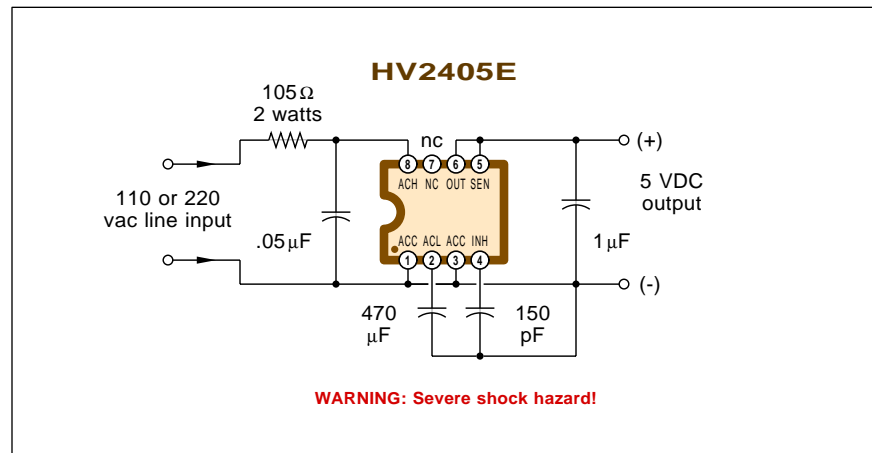 HV2405E
105Ω
2 watts
nc
8 7 6 5
ACH NC OUT SEN
(+)
110 or 220
vac line input
5 VDC
output
.05µF
ACC ACL ACC INH
1 2 3 4
1µF
(-)
470
µF
150
pF
WARNING: Severe shock hazard!